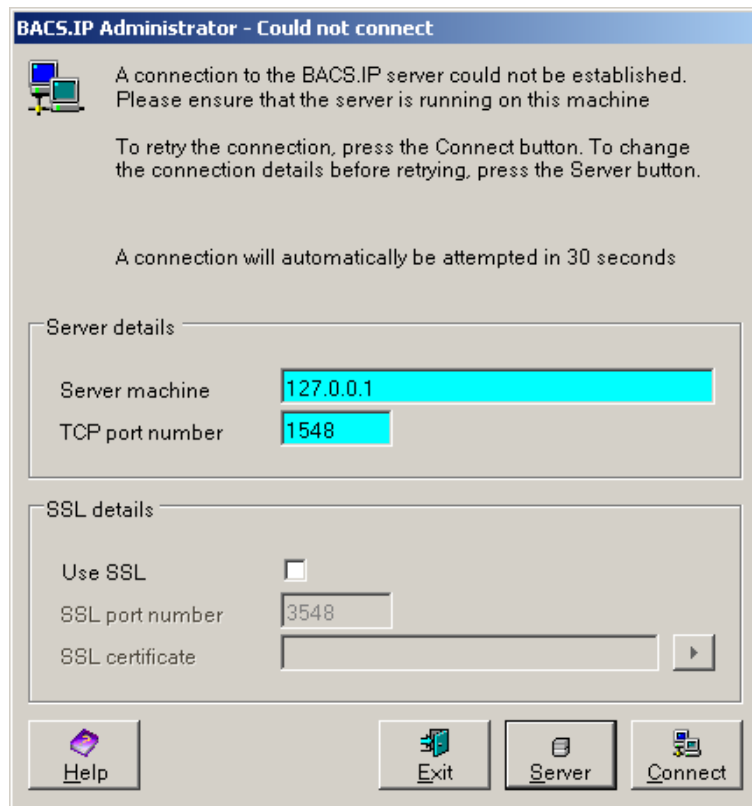 BACS.IP Administrator - Could not connect
A connection to the BACS.IP server could not be established.
Please ensure that the server is running on this machine
To retry the connection, press the Connect button. To change
the connection details before retrying, press the Server button.
A connection will automatically be attempted in 30 seconds
Server details
Server machine 127.0.0.1
TCP port number 1548
SSL details
Use SSL
SSL port number 3548
SSL certificate
Help Exit Server Connect